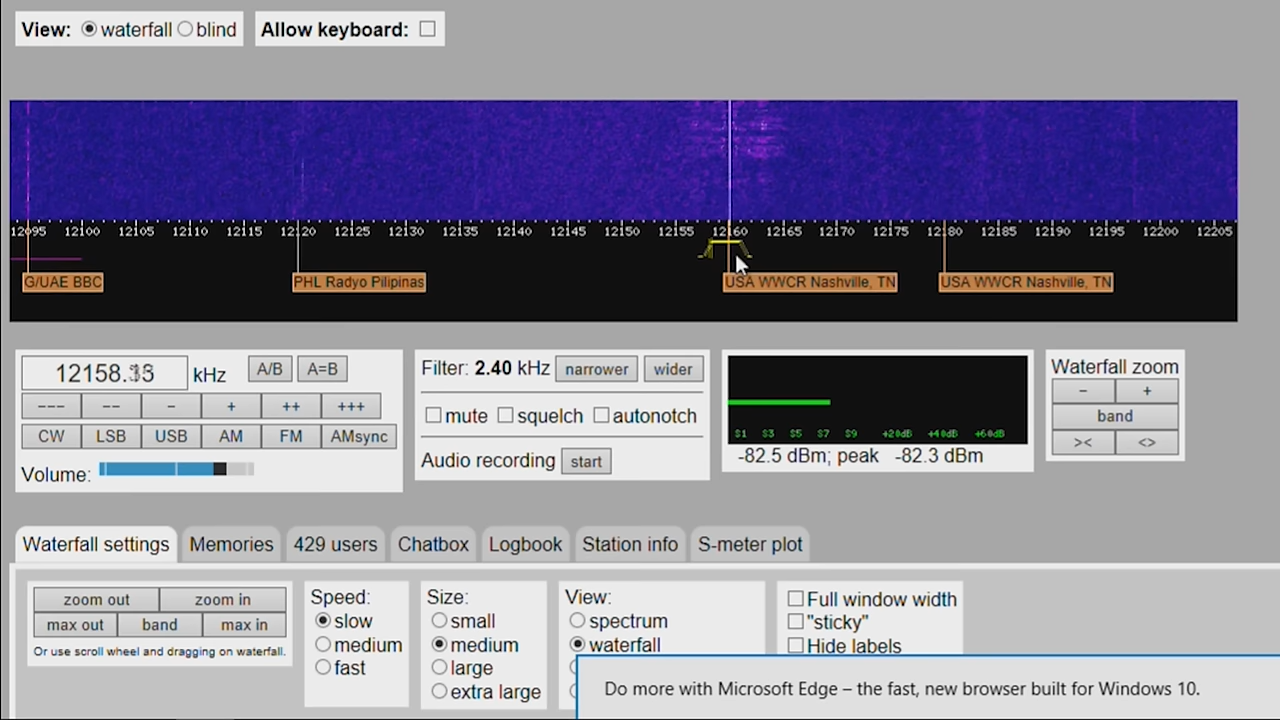 View: waterfall blind Allow keyboard:
12095 12100 12105 12110 12115 12120 12125 12130 12135 12140 12145 12150 12155 12160 12165 12170 12175 12180 12185 12190 12195 12200 12205
G/UAE BBC PHL Radyo Pilipinas USA WWCR Nashville, TN USA WWCR Nashville, TN
kHz A/B A=B
--- -- - + ++ +++
CW LSB USB AM FM AMsync
Volume:
Filter: 2.40 kHz narrower wider
mute squelch autonotch
Audio recording start
S1 S3 S5 S7 S9 +20dB +40dB +60dB
-82.5 dBm; peak -82.3 dBm
Waterfall zoom
- +
band
>< <>
Waterfall settings Memories 429 users Chatbox Logbook Station info S-meter plot
zoom out zoom in
max out band max in
Or use scroll wheel and dragging on waterfall.
Speed:
slow
medium
fast
Size:
small
medium
large
extra large
View:
spectrum
waterfall
Full window width
"sticky"
Hide labels
Do more with Microsoft Edge – the fast, new browser built for Windows 10.